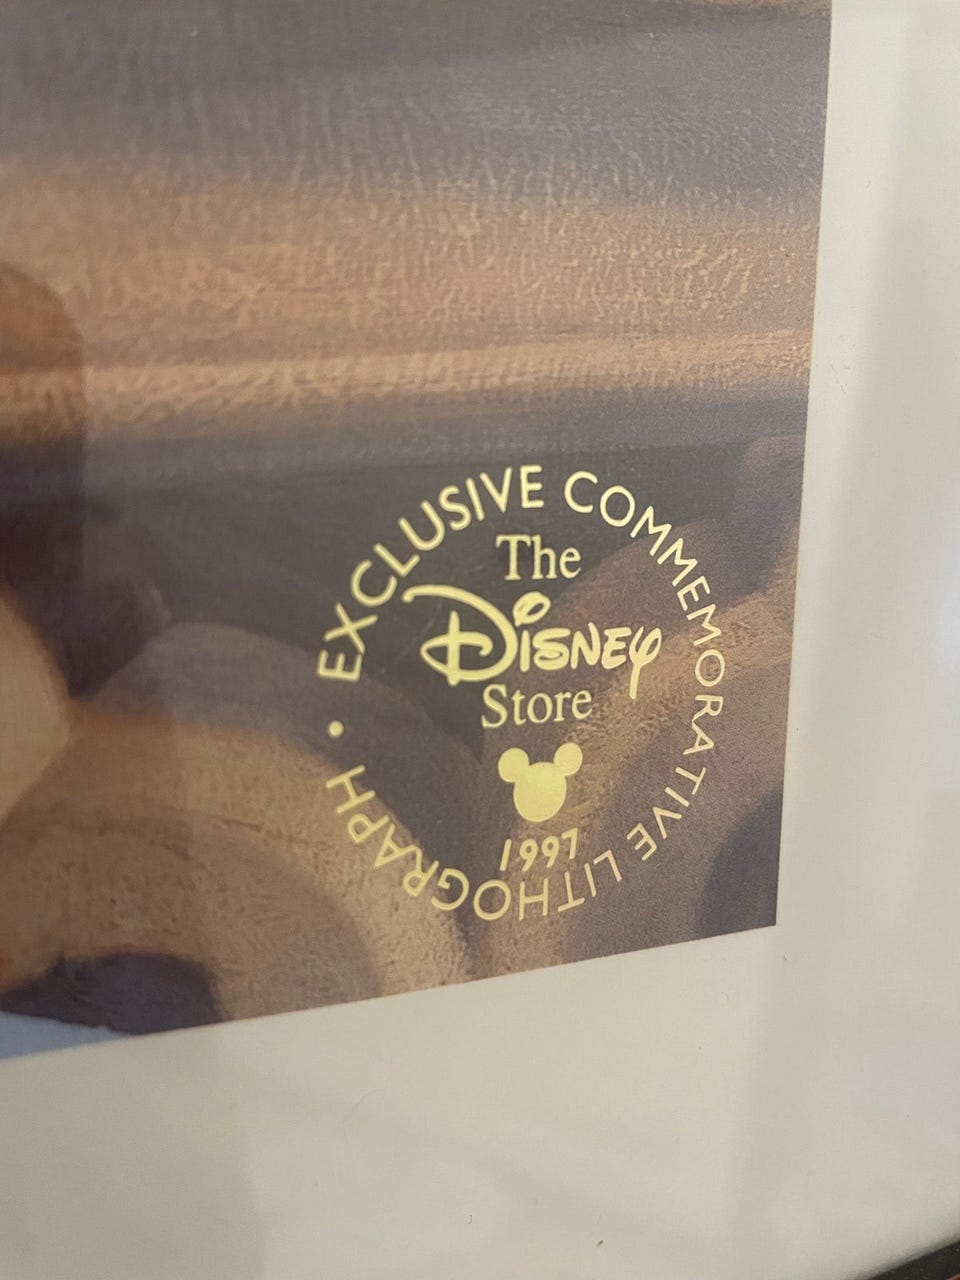 EXCLUSIVE COMMEMORATIVE LITHOGRAPH •
The
Disney
Store
1997